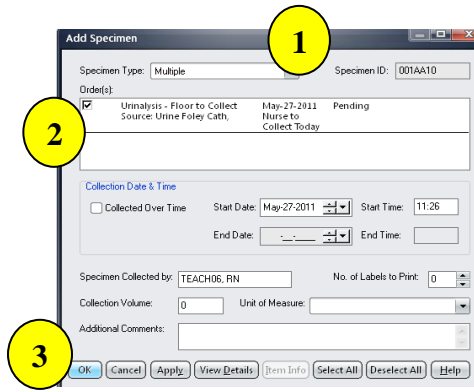 1
Add Specimen
Specimen Type: Multiple Specimen ID: 001AA10
Order(s):
2
Urinalysis - Floor to Collect May-27-2011 Pending
Source: Urine Foley Cath, Nurse to
Collect Today
Collection Date & Time
Collected Over Time Start Date: May-27-2011 Start Time: 11:26
End Date: -__-____ End Time:
Specimen Collected by: TEACH06, RN No. of Labels to Print: 0
Collection Volume: 0 Unit of Measure:
Additional Comments:
3
OK Cancel Apply View Details Item Info Select All Deselect All Help